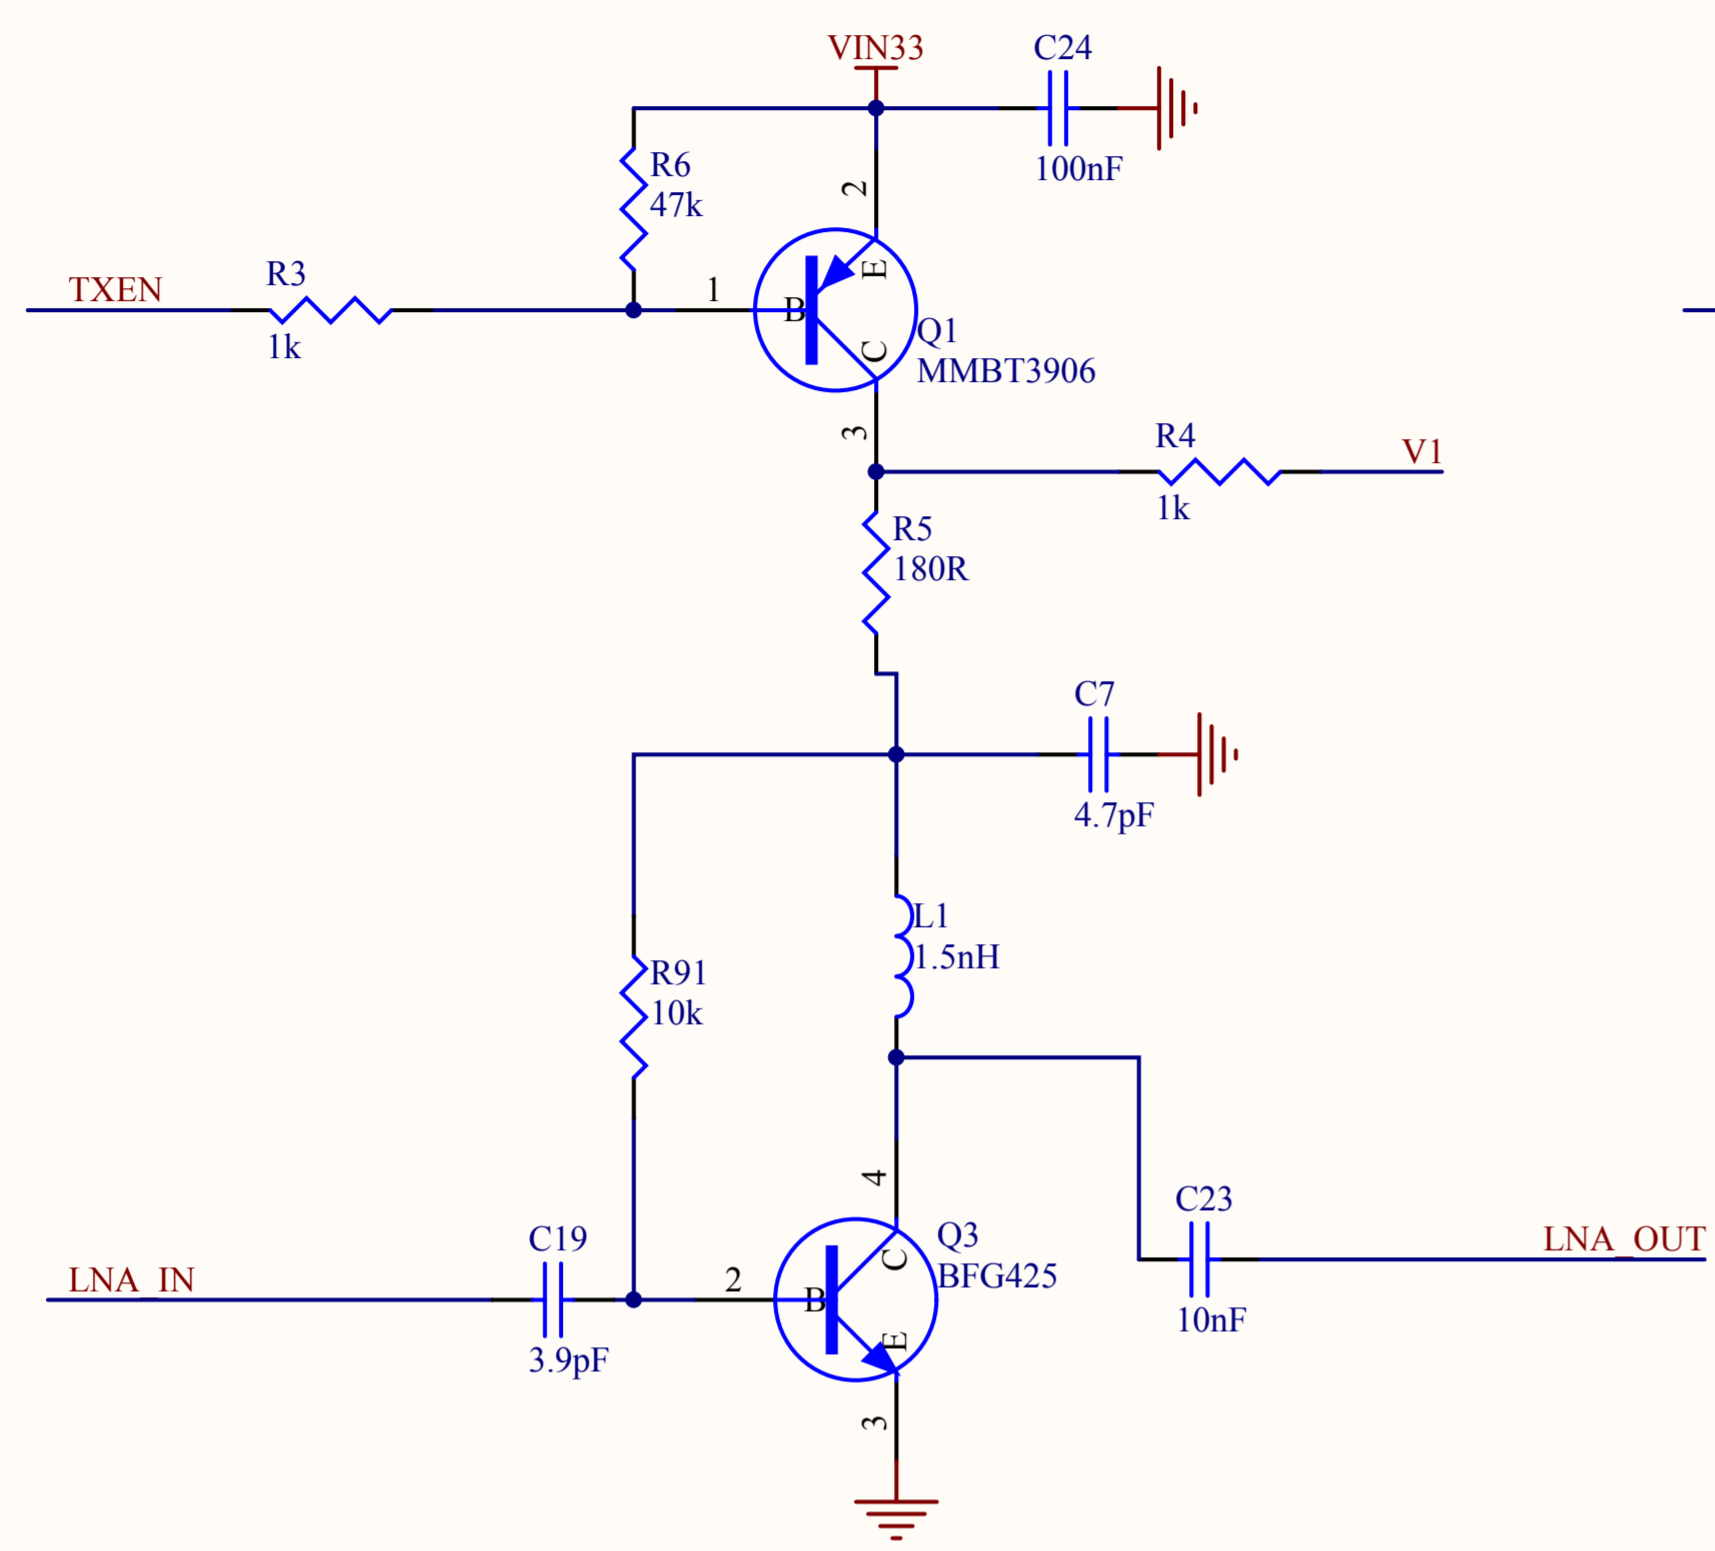 VIN33
C24
100nF
R6
47k
2
E
TXEN
R3
1k
1
B
C
Q1
MMBT3906
3
R4
1k
V1
R5
180R
C7
4.7pF
L1
1.5nH
R91
10k
4
C23
10nF
LNA_OUT
C19
3.9pF
LNA_IN
2
B
C
E
Q3
BFG425
3